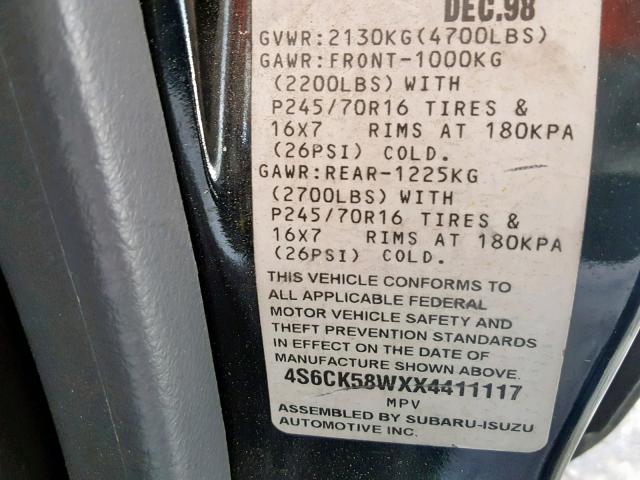 DEC.98
GVWR:2130KG(4700LBS)
GAWR:FRONT-1000KG
(2200LBS) WITH
P245/70R16 TIRES &
16X7 RIMS AT 180KPA
(26PSI) COLD.
GAWR:REAR-1225KG
(2700LBS) WITH
P245/70R16 TIRES &
16X7 RIMS AT 180KPA
(26PSI) COLD.
THIS VEHICLE CONFORMS TO
ALL APPLICABLE FEDERAL
MOTOR VEHICLE SAFETY AND
THEFT PREVENTION STANDARDS
IN EFFECT ON THE DATE OF
MANUFACTURE SHOWN ABOVE.
4S6CK58WXX4411117
MPV
ASSEMBLED BY SUBARU-ISUZU
AUTOMOTIVE INC.